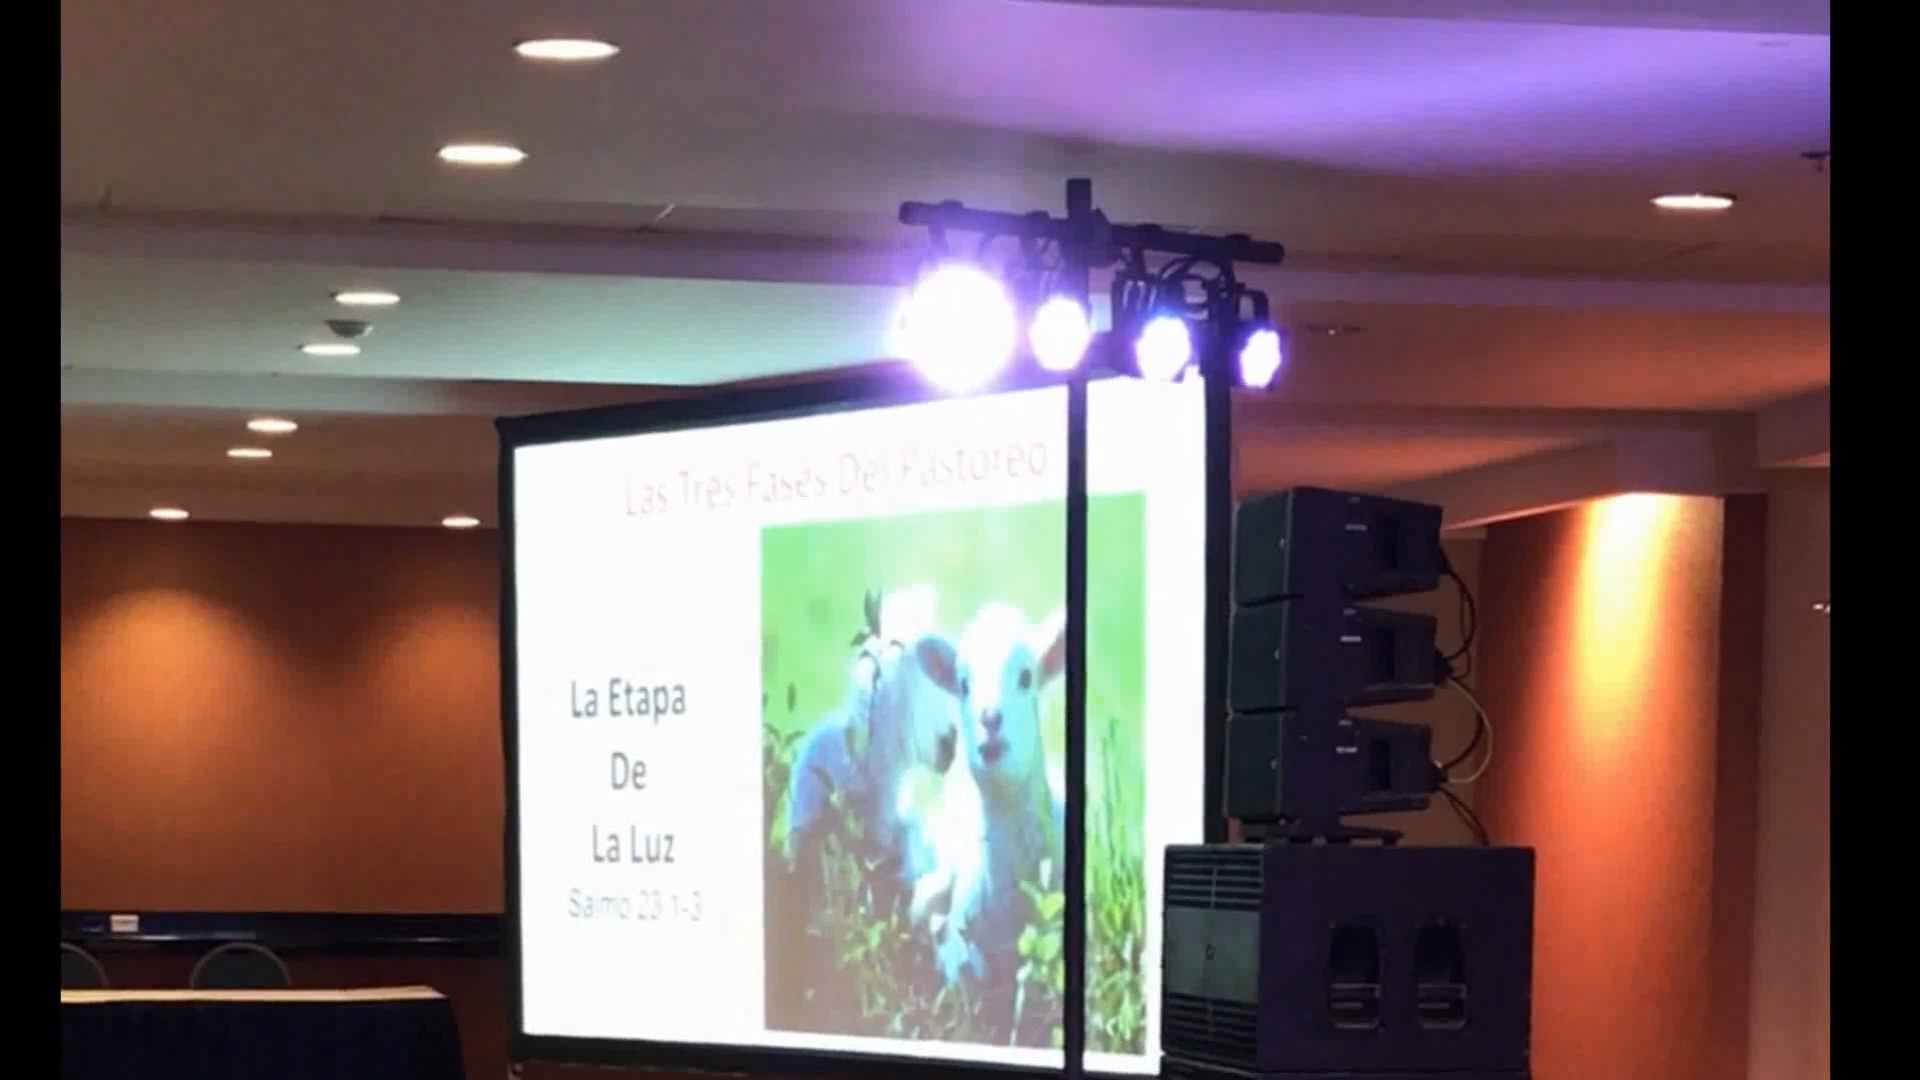 Las Tres Fases Del Pastoreo
La Etapa
De
La Luz
Salmo 23 1-3